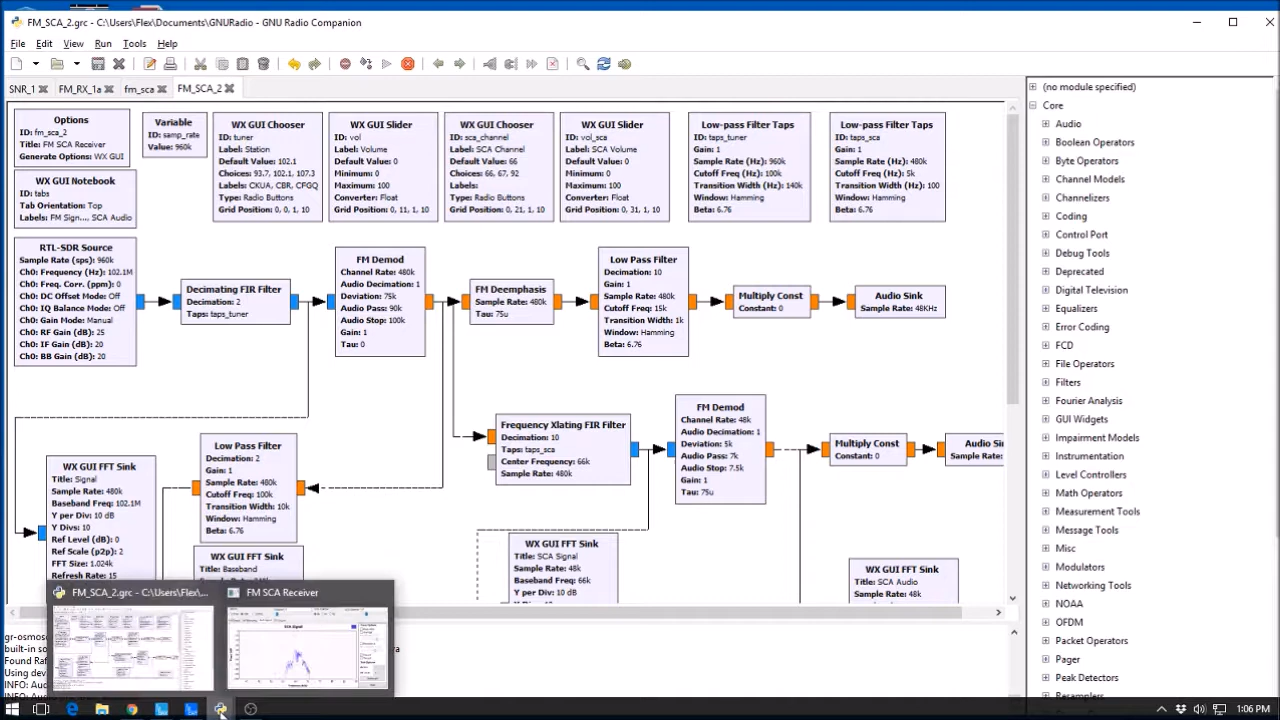 FM_SCA_2.grc - C:\Users\Flex\Documents\GNURadio - GNU Radio Companion
File Edit View Run Tools Help
SNR_1 FM_RX_1a fm_sca FM_SCA_2
Options
ID: fm_sca_2
Title: FM SCA Receiver
Generate Options: WX GUI
Variable
ID: samp_rate
Value: 960k
WX GUI Chooser
ID: tuner
Label: Station
Default Value: 102.1
Choices: 93.7, 102.1, 107.3
Labels: CKUA, CBR, CFGQ
Type: Radio Buttons
Grid Position: 0, 0, 1, 10
WX GUI Slider
ID: vol
Label: Volume
Default Value: 0
Minimum: 0
Maximum: 100
Converter: Float
Grid Position: 0, 11, 1, 10
WX GUI Chooser
ID: sca_channel
Label: SCA Channel
Default Value: 66
Choices: 66, 67, 92
Labels:
Type: Radio Buttons
Grid Position: 0, 21, 1, 10
WX GUI Slider
ID: vol_sca
Label: SCA Volume
Default Value: 0
Minimum: 0
Maximum: 100
Converter: Float
Grid Position: 0, 31, 1, 10
Low-pass Filter Taps
ID: taps_tuner
Gain: 1
Sample Rate (Hz): 960k
Cutoff Freq (Hz): 100k
Transition Width (Hz): 140k
Window: Hamming
Beta: 6.76
Low-pass Filter Taps
ID: taps_sca
Gain: 1
Sample Rate (Hz): 480k
Cutoff Freq (Hz): 5k
Transition Width (Hz): 100
Window: Hamming
Beta: 6.76
WX GUI Notebook
ID: tabs
Tab Orientation: Top
Labels: FM Sign..., SCA Audio
RTL-SDR Source
Sample Rate (sps): 960k
Ch0: Frequency (Hz): 102.1M
Ch0: Freq. Corr. (ppm): 0
Ch0: DC Offset Mode: Off
Ch0: IQ Balance Mode: Off
Ch0: Gain Mode: Manual
Ch0: RF Gain (dB): 25
Ch0: IF Gain (dB): 20
Ch0: BB Gain (dB): 20
Decimating FIR Filter
Decimation: 2
Taps: taps_tuner
FM Demod
Channel Rate: 480k
Audio Decimation: 1
Deviation: 75k
Audio Pass: 90k
Audio Stop: 100k
Gain: 1
Tau: 0
FM Deemphasis
Sample Rate: 480k
Tau: 75u
Low Pass Filter
Decimation: 10
Gain: 1
Sample Rate: 480k
Cutoff Freq: 15k
Transition Width: 1k
Window: Hamming
Beta: 6.76
Multiply Const
Constant: 0
Audio Sink
Sample Rate: 48KHz
Frequency Xlating FIR Filter
Decimation: 10
Taps: taps_sca
Center Frequency: 66k
Sample Rate: 480k
FM Demod
Channel Rate: 48k
Audio Decimation: 1
Deviation: 5k
Audio Pass: 7k
Audio Stop: 7.5k
Gain: 1
Tau: 75u
Multiply Const
Constant: 0
Audio Sin
Sample Rate:
Low Pass Filter
Decimation: 2
Gain: 1
Sample Rate: 480k
Cutoff Freq: 100k
Transition Width: 10k
Window: Hamming
Beta: 6.76
WX GUI FFT Sink
Title: Signal
Sample Rate: 480k
Baseband Freq: 102.1M
Y per Div: 10 dB
Y Divs: 10
Ref Level (dB): 0
Ref Scale (p2p): 2
FFT Size: 1.024k
Refresh Rate: 15
WX GUI FFT Sink
Title: Baseband
WX GUI FFT Sink
Title: SCA Signal
Sample Rate: 48k
Baseband Freq: 66k
Y per Div: 10 dB
WX GUI FFT Sink
Title: SCA Audio
Sample Rate: 48k
(no module specified)
Core
Audio
Boolean Operators
Byte Operators
Channel Models
Channelizers
Coding
Control Port
Debug Tools
Deprecated
Digital Television
Equalizers
Error Coding
FCD
File Operators
Filters
Fourier Analysis
GUI Widgets
Impairment Models
Instrumentation
Level Controllers
Math Operators
Measurement Tools
Message Tools
Misc
Modulators
Networking Tools
NOAA
OFDM
Packet Operators
Pager
Peak Detectors
Resamplers
gr-osmos
built-in so
Found Ra
Using dev
INFO: Aud
FM_SCA_2.grc - C:\Users\Flex\...
FM SCA Receiver
1:06 PM